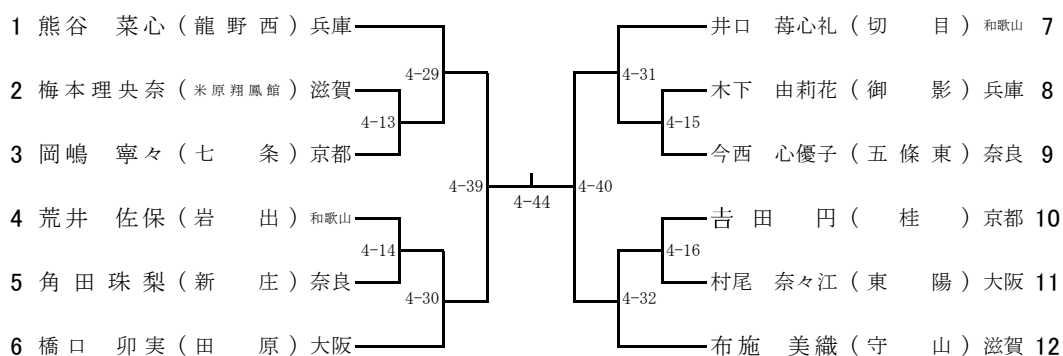 1 熊谷 菜心 (龍野西) 兵庫
4-29
2 梅本理央奈 (米原翔鳳館) 滋賀
4-13
3 岡嶋 寧々 (七条) 京都
4-39
4 荒井 佐保 (岩出) 和歌山
4-14
5 角田珠梨 (新庄) 奈良
4-30
6 橋口 卯実 (田原) 大阪
4-44
井口 苺心礼 (切目) 和歌山 7
4-31
木下 由莉花 (御影) 兵庫 8
4-15
今西 心優子 (五條東) 奈良 9
4-40
𠮷田 円 (桂) 京都 10
4-16
村尾 奈々江 (東陽) 大阪 11
4-32
布施 美織 (守山) 滋賀 12